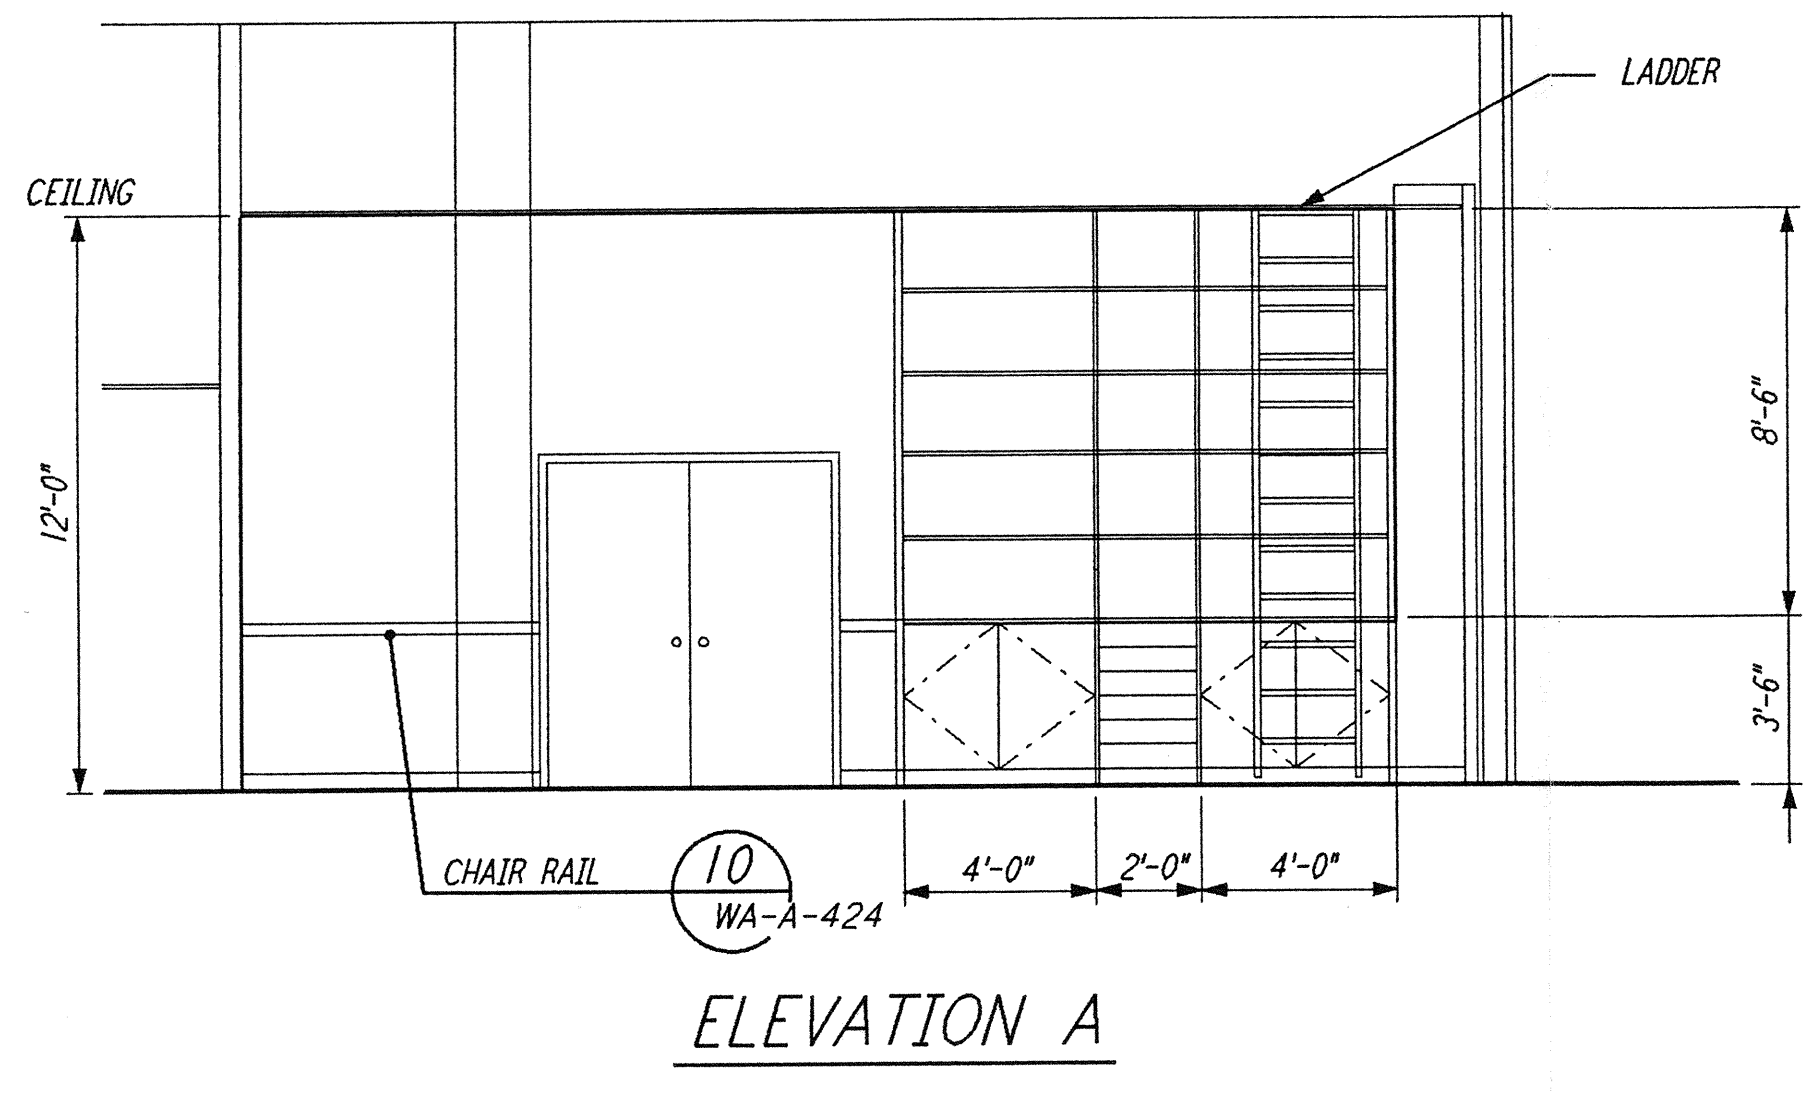 LADDER
CEILING
12'-0"
8'-6"
3'-6"
4'-0"
2'-0"
4'-0"
CHAIR RAIL
10
WA-A-424
ELEVATION A